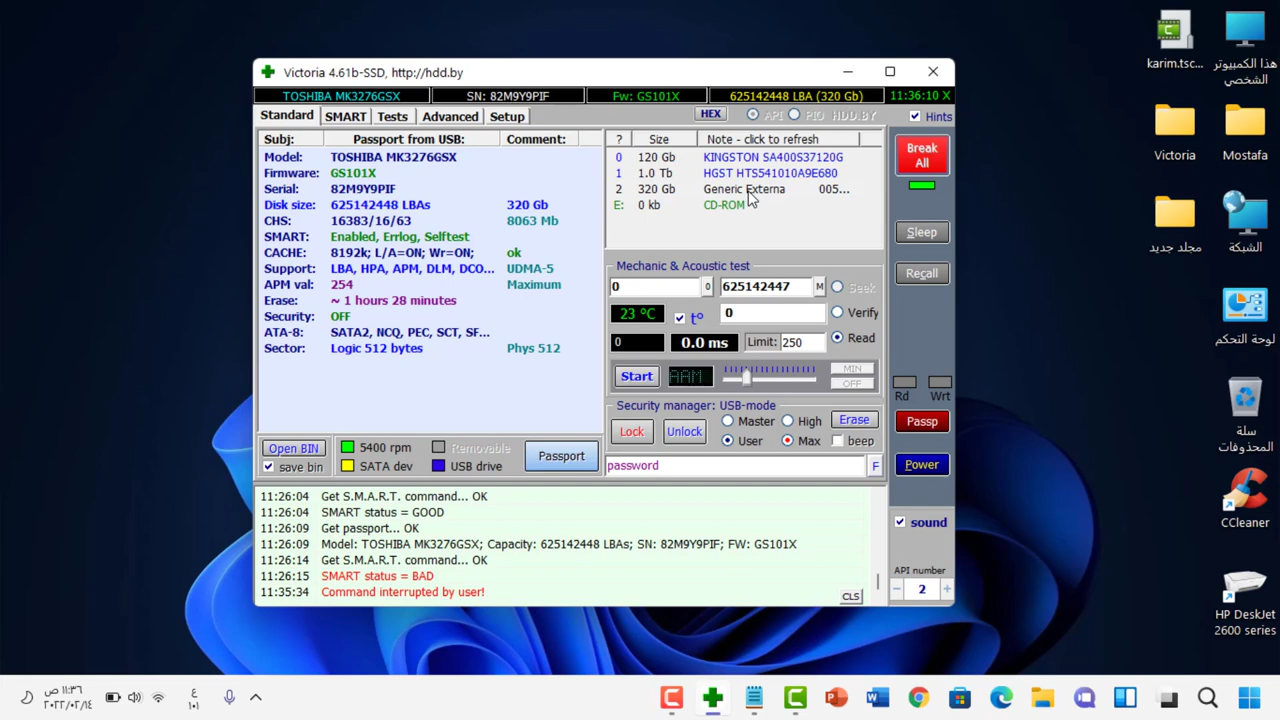 Victoria 4.61b-SSD, http://hdd.by
TOSHIBA MK3276GSX SN: 82M9Y9PIF Fw: GS101X 625142448 LBA (320 Gb) 11:36:10 X
Standard SMART Tests Advanced Setup HEX API PIO HDD.BY Hints
Subj: Passport from USB: Comment:
Model: TOSHIBA MK3276GSX
Firmware: GS101X
Serial: 82M9Y9PIF
Disk size: 625142448 LBAs 320 Gb
CHS: 16383/16/63 8063 Mb
SMART: Enabled, Errlog, Selftest
CACHE: 8192k; L/A=ON; Wr=ON; ok
Support: LBA, HPA, APM, DLM, DCO... UDMA-5
APM val: 254 Maximum
Erase: ~ 1 hours 28 minutes
Security: OFF
ATA-8: SATA2, NCQ, PEC, SCT, SF...
Sector: Logic 512 bytes Phys 512
Open BIN 5400 rpm Removable Passport
save bin SATA dev USB drive
? Size Note - click to refresh
0 120 Gb KINGSTON SA400S37120G
1 1.0 Tb HGST HTS541010A9E680
2 320 Gb Generic Externa 005...
E: 0 kb CD-ROM
Mechanic & Acoustic test
0 0 625142447 M Seek
23 °C t° 0 Verify
0 0.0 ms Limit: 250 Read
Start AAM MIN
OFF
Security manager: USB-mode
Lock Unlock Master High Erase
User Max beep
password F
Break All
Sleep
Recall
Rd Wrt
Passp
Power
sound
API number
2
11:26:04 Get S.M.A.R.T. command... OK
11:26:04 SMART status = GOOD
11:26:09 Get passport... OK
11:26:09 Model: TOSHIBA MK3276GSX; Capacity: 625142448 LBAs; SN: 82M9Y9PIF; FW: GS101X
11:26:14 Get S.M.A.R.T. command... OK
11:26:15 SMART status = BAD
11:35:34 Command interrupted by user!
CLS
karim.tsc...
هذا الكمبيوتر
الشخصي
Victoria
Mostafa
مجلد جديد
الشبكة
لوحة التحكم
سلة
المحذوفات
CCleaner
HP DeskJet
2600 series
١١:٣٦ ص
٢٠٢٢/٠٢/١٤
ع
١٠١